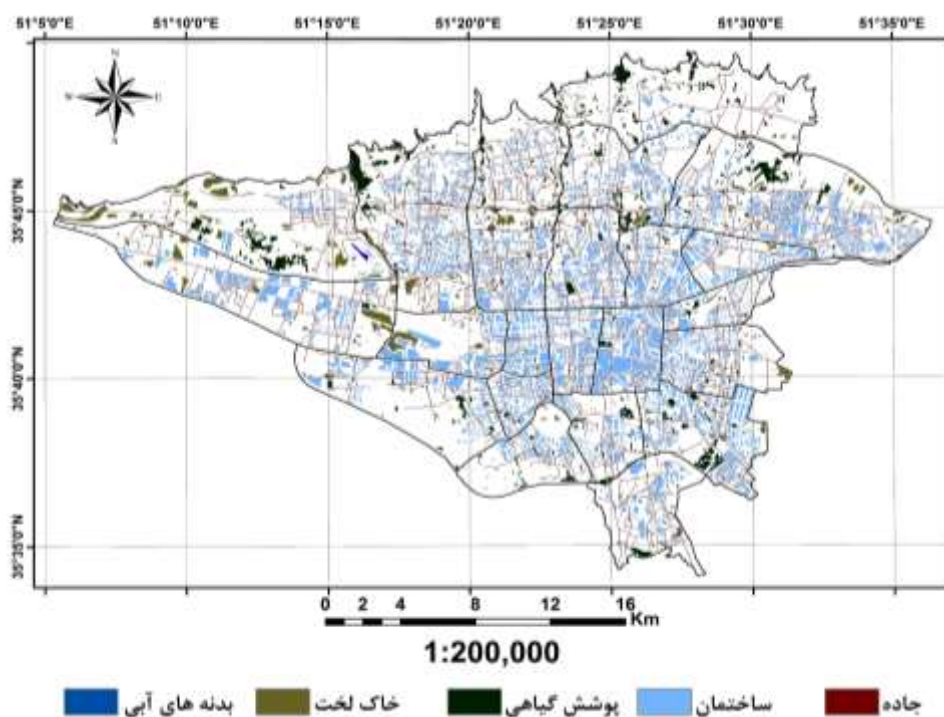 51°5'0"E 51°10'0"E 51°15'0"E 51°20'0"E 51°25'0"E 51°30'0"E 51°35'0"E
N
W E
S
35°45'0"N
35°40'0"N
35°35'0"N
0 2 4 8 12 16
Km
1:200,000
جاده ساختمان پوشش گیاهی خاک لخت بدنه های آبی